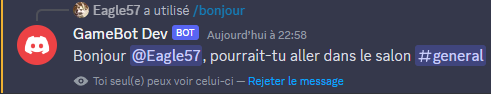 Eagle57 a utilisé /bonjour
GameBot Dev BOT Aujourd'hui à 22:58
Bonjour @Eagle57, pourrait-tu aller dans le salon #general
Toi seul(e) peux voir celui-ci — Rejeter le message